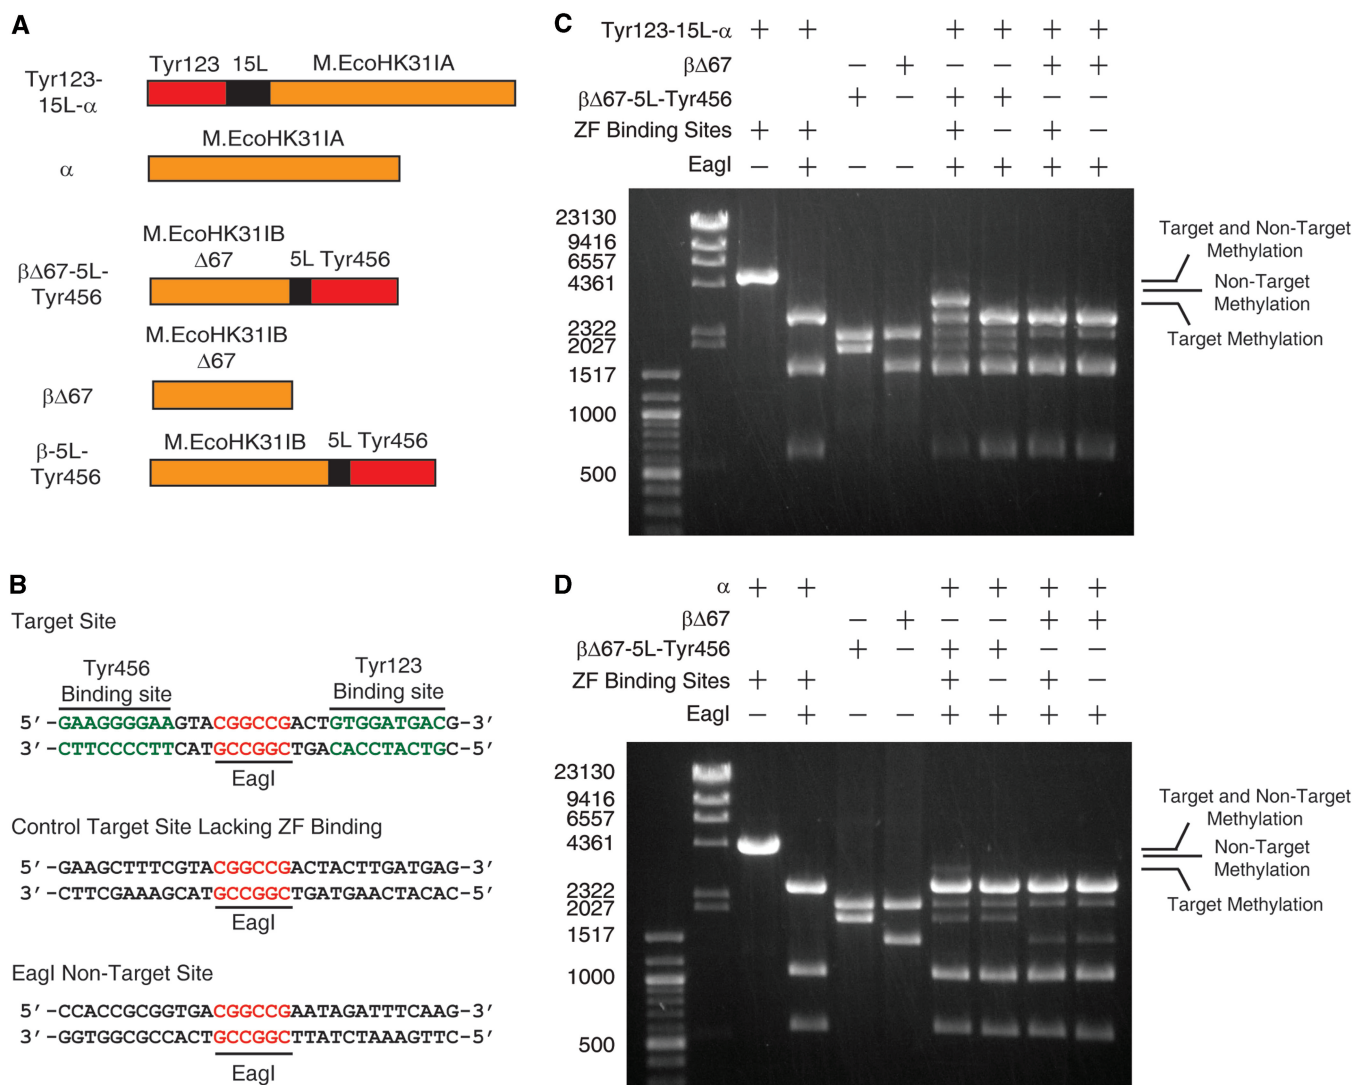 A
Tyr123 15L M.EcoHK31IA
Tyr123-
15L-α
M.EcoHK31IA
α
M.EcoHK31IB
Δ67 5L Tyr456
βΔ67-5L-
Tyr456
M.EcoHK31IB
Δ67
βΔ67
M.EcoHK31IB 5L Tyr456
β-5L-
Tyr456
B
Target Site
Tyr456
Binding site
Tyr123
Binding site
5′-GAAGGGGAAGTACGGCCGACTGTGGATGACG-3′
3′-CTTCCCCTTCATGCCGGCTGACACCTACTGC-5′
EagI
Control Target Site Lacking ZF Binding
5′-GAAGCTTTCGTACGGCCGACTACTTGATGAG-3′
3′-CTTCGAAAGCATGCCGGCTGATGAACTACAC-5′
EagI
EagI Non-Target Site
5′-CCACCGCGGTGACGGCCGAATAGATTTCAAG-3′
3′-GGTGGCGCCACTGCCGGCTTATCTAAAGTTC-5′
EagI
C
Tyr123-15L-α + + + + + +
βΔ67 − + − − + +
βΔ67-5L-Tyr456 + − + + − −
ZF Binding Sites + + + − + −
EagI − + − − + + + +
23130
9416
6557
4361
2322
2027
1517
1000
500
Target and Non-Target
Methylation
Non-Target
Methylation
Target Methylation
D
α + + + + + +
βΔ67 − + − − + +
βΔ67-5L-Tyr456 + − + + − −
ZF Binding Sites + + + − + −
EagI − + − − + + + +
23130
9416
6557
4361
2322
2027
1517
1000
500
Target and Non-Target
Methylation
Non-Target
Methylation
Target Methylation